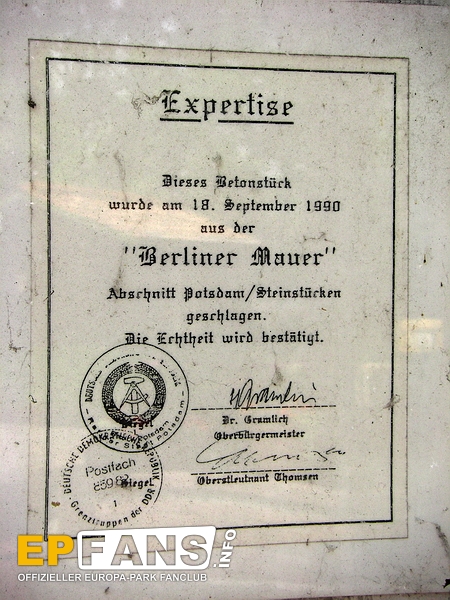 Expertise
Dieses Betonstück
wurde am 18. September 1990
aus der
"Berliner Mauer"
Abschnitt Potsdam/Steinstücken
geschlagen.
Die Echtheit wird bestätigt.
Siegel
Dr. Gramlich
Oberbürgermeister
Siegel
Oberstleutnant Thomsen
Postfach
Grenztruppen der DDR
EPFANS.INFO
OFFIZIELLER EUROPA-PARK FANCLUB